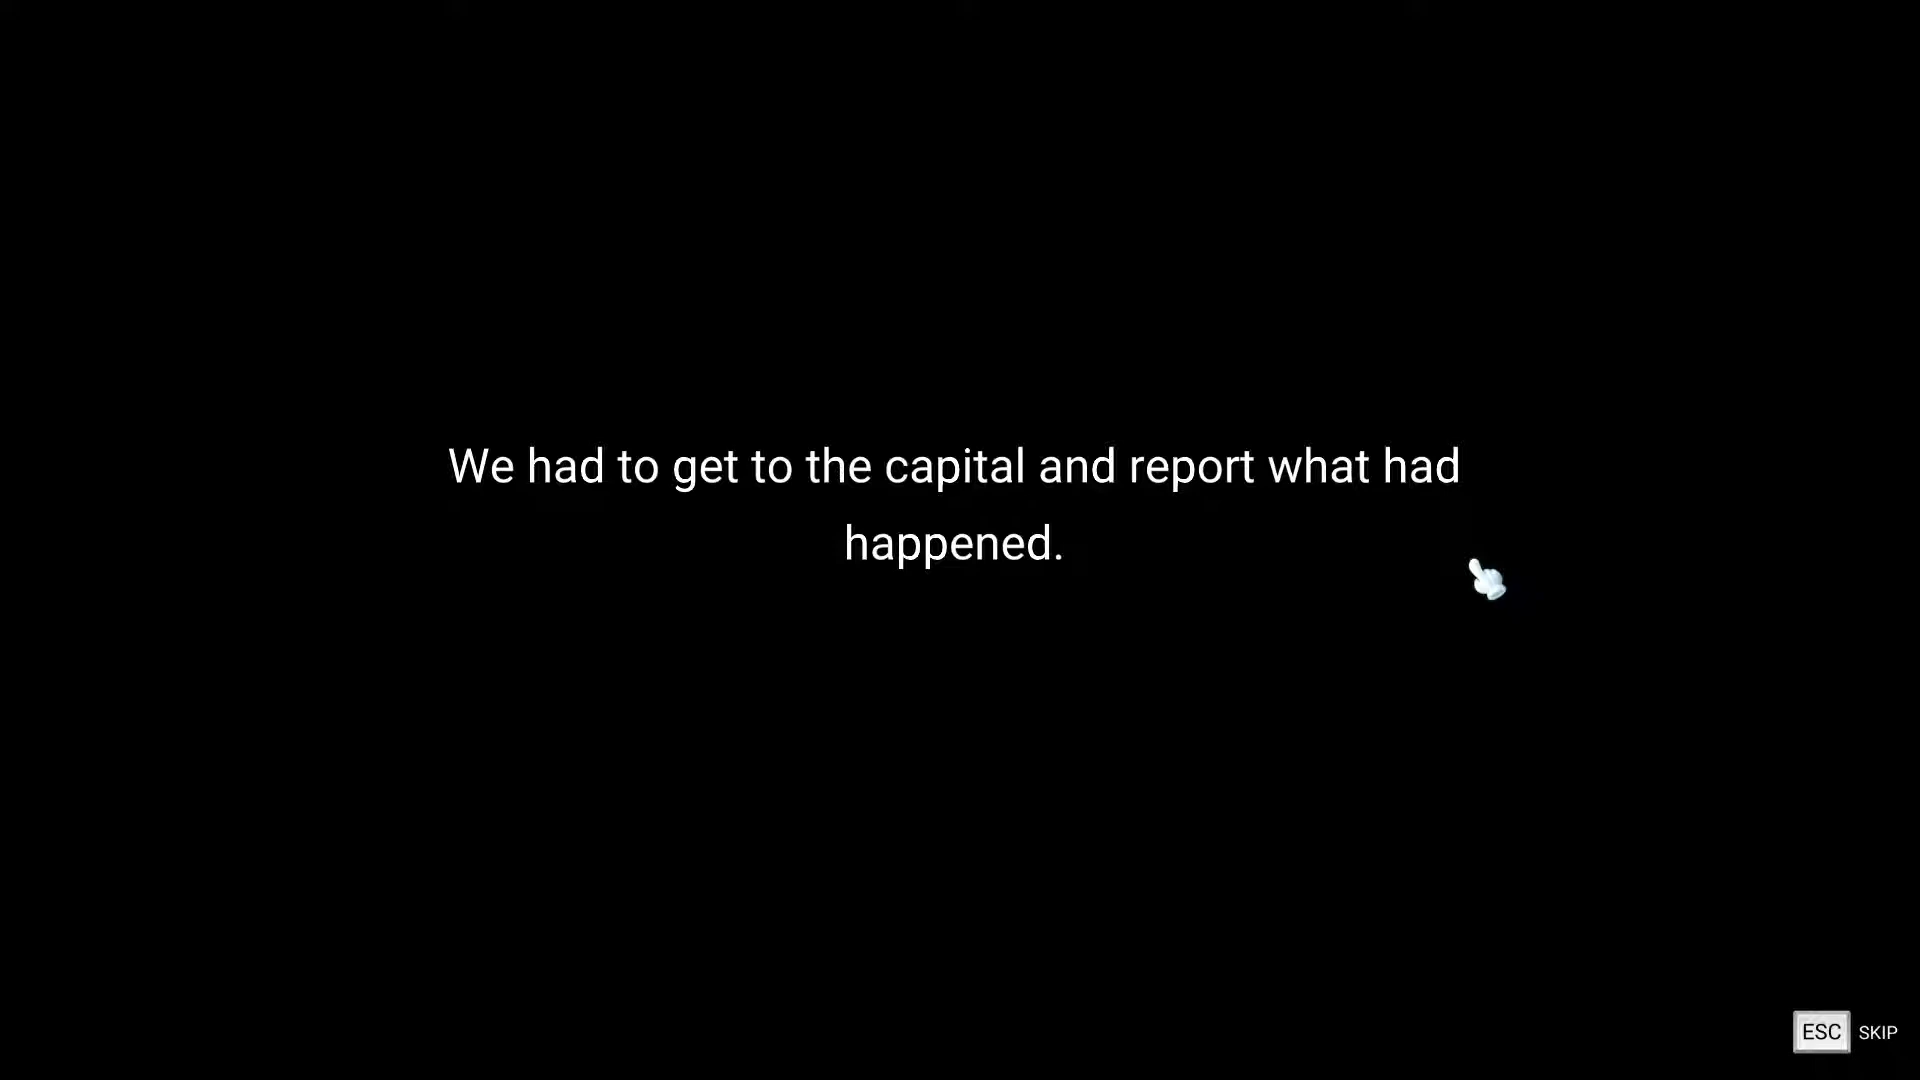 We had to get to the capital and report what had
happened.
ESC SKIP